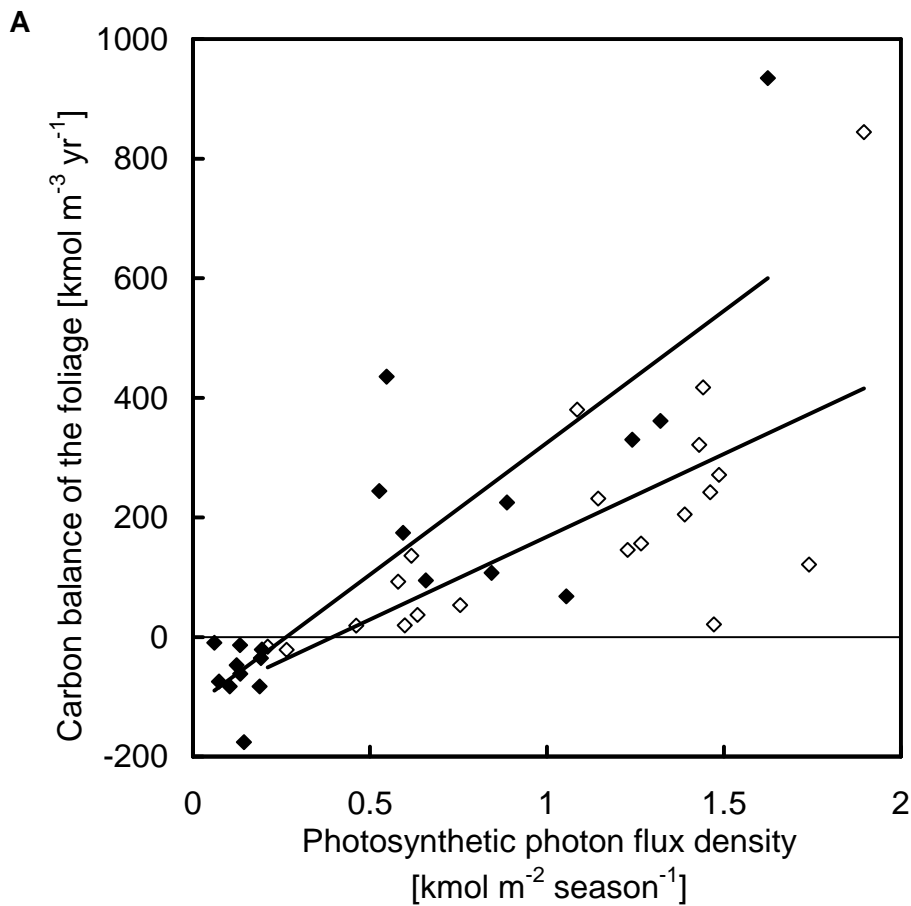 A
1000
800
600
400
200
0
-200
Carbon balance of the foliage [kmol m⁻³ yr⁻¹]
0 0.5 1 1.5 2
Photosynthetic photon flux density
[kmol m⁻² season⁻¹]